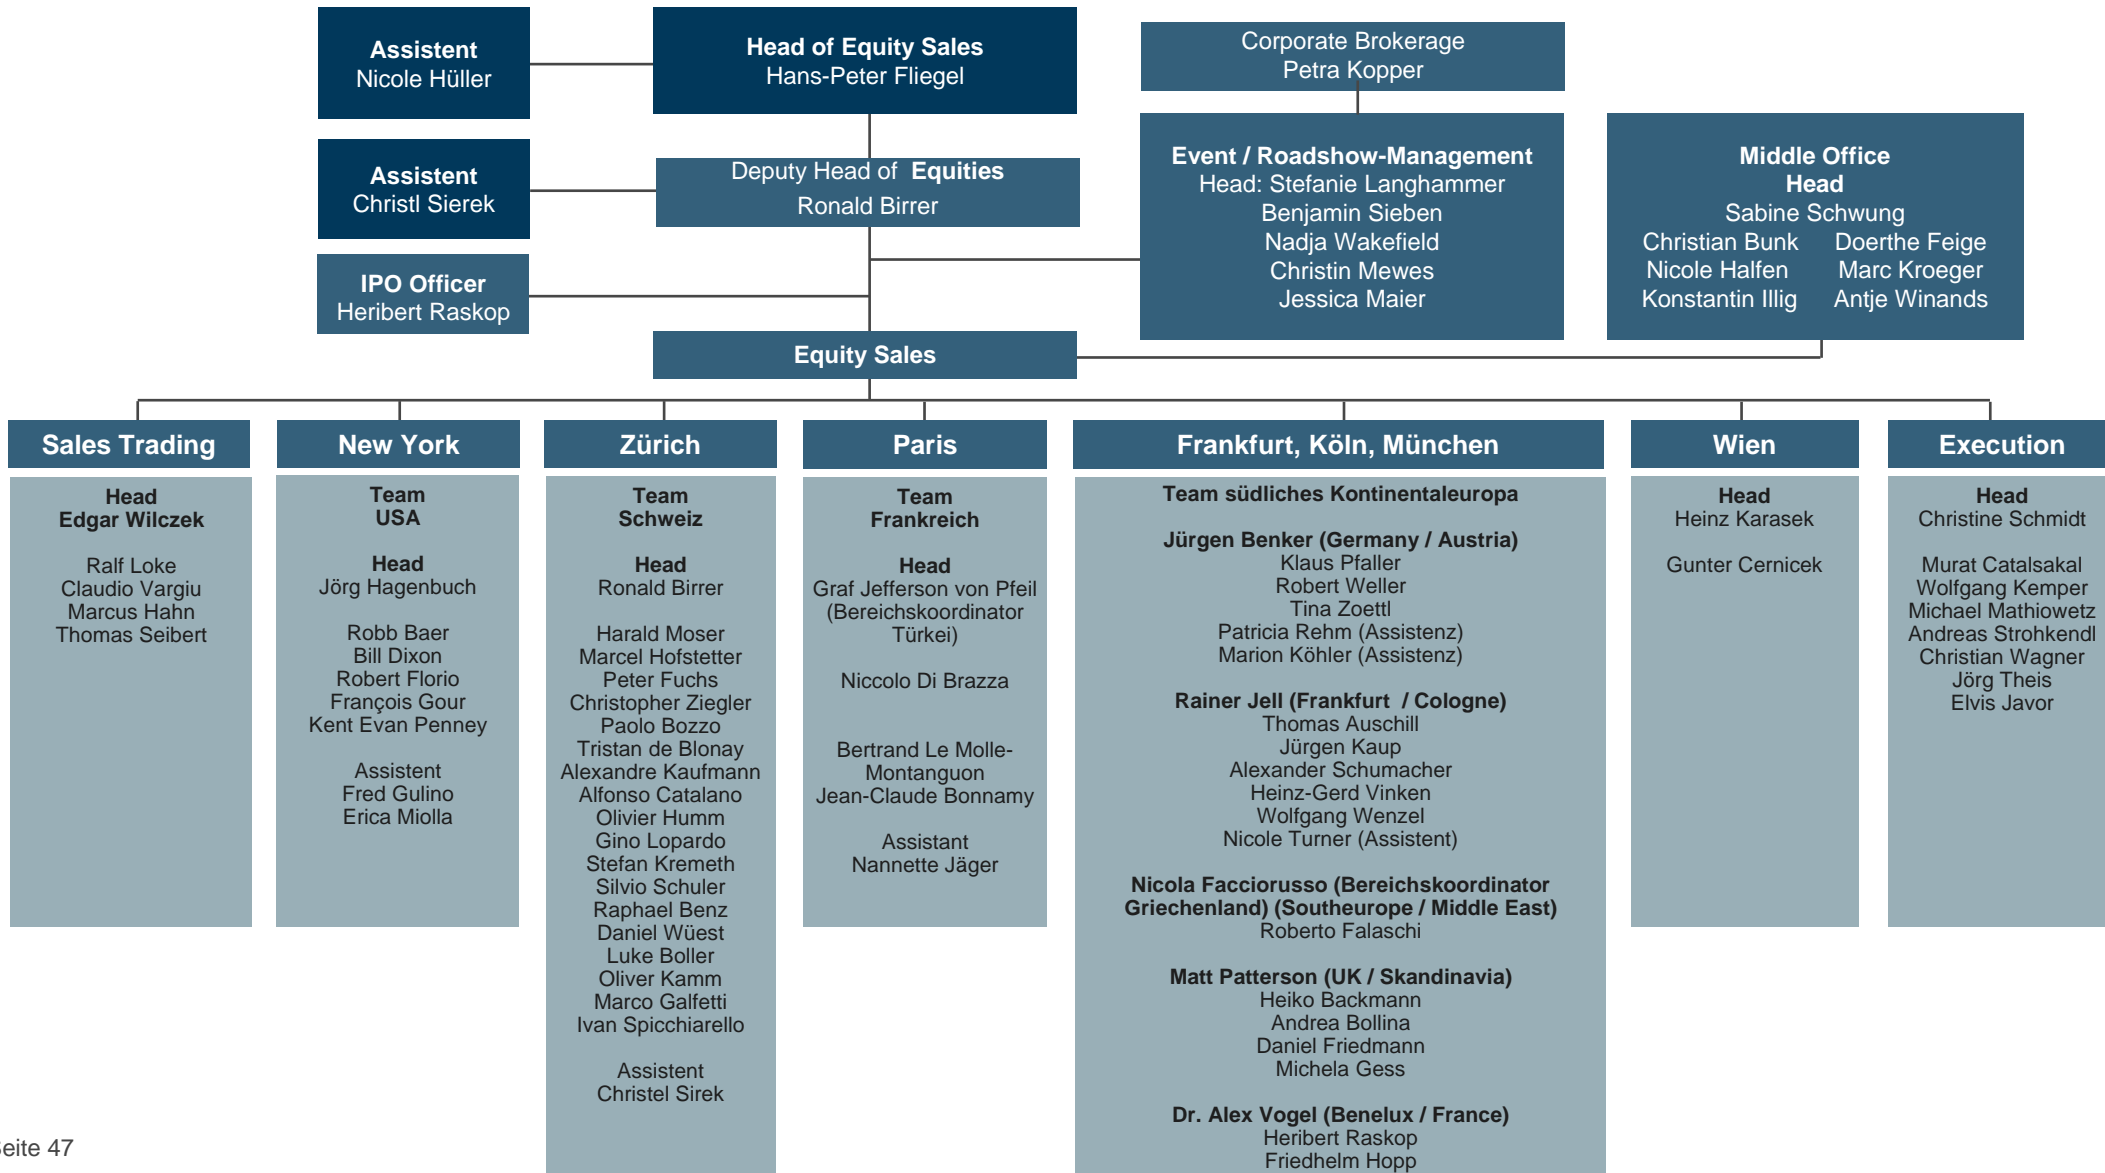 Assistent
Nicole Hüller
Head of Equity Sales
Hans-Peter Fliegel
Corporate Brokerage
Petra Kopper
Assistent
Christl Sierek
Deputy Head of Equities
Ronald Birrer
Event / Roadshow-Management
Head: Stefanie Langhammer
Benjamin Sieben
Nadja Wakefield
Christin Mewes
Jessica Maier
Middle Office
Head
Sabine Schwung
Christian Bunk Doerthe Feige
Nicole Halfen Marc Kroeger
Konstantin Illig Antje Winands
IPO Officer
Heribert Raskop
Equity Sales
Sales Trading
Head
Edgar Wilczek
Ralf Loke
Claudio Vargiu
Marcus Hahn
Thomas Seibert
New York
Team
USA
Head
Jörg Hagenbuch
Robb Baer
Bill Dixon
Robert Florio
François Gour
Kent Evan Penney
Assistent
Fred Gulino
Erica Miolla
Zürich
Team
Schweiz
Head
Ronald Birrer
Harald Moser
Marcel Hofstetter
Peter Fuchs
Christopher Ziegler
Paolo Bozzo
Tristan de Blonay
Alexandre Kaufmann
Alfonso Catalano
Olivier Humm
Gino Lopardo
Stefan Kremeth
Silvio Schuler
Raphael Benz
Daniel Wüest
Luke Boller
Oliver Kamm
Marco Galfetti
Ivan Spicchiarello
Assistent
Christel Sirek
Paris
Team
Frankreich
Head
Graf Jefferson von Pfeil
(Bereichskoordinator
Türkei)
Niccolo Di Brazza
Bertrand Le Molle-
Montanguon
Jean-Claude Bonnamy
Assistant
Nannette Jäger
Frankfurt, Köln, München
Team südliches Kontinentaleuropa
Jürgen Benker (Germany / Austria)
Klaus Pfaller
Robert Weller
Tina Zoettl
Patricia Rehm (Assistenz)
Marion Köhler (Assistenz)
Rainer Jell (Frankfurt / Cologne)
Thomas Auschill
Jürgen Kaup
Alexander Schumacher
Heinz-Gerd Vinken
Wolfgang Wenzel
Nicole Turner (Assistent)
Nicola Facciorusso (Bereichskoordinator
Griechenland) (Southeurope / Middle East)
Roberto Falaschi
Matt Patterson (UK / Skandinavia)
Heiko Backmann
Andrea Bollina
Daniel Friedmann
Michela Gess
Dr. Alex Vogel (Benelux / France)
Heribert Raskop
Friedhelm Hopp
Wien
Head
Heinz Karasek
Gunter Cernicek
Execution
Head
Christine Schmidt
Murat Catalsakal
Wolfgang Kemper
Michael Mathiowetz
Andreas Strohkendl
Christian Wagner
Jörg Theis
Elvis Javor
eite 47